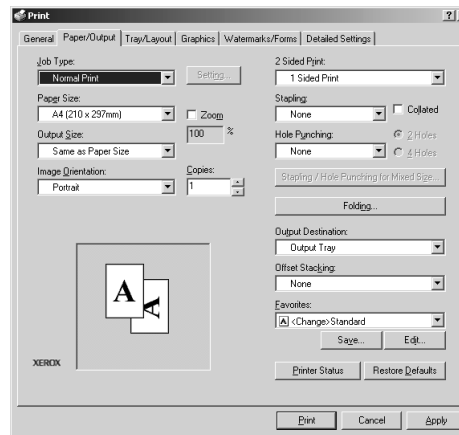 Print
General Paper/Output Tray/Layout Graphics Watermarks/Forms Detailed Settings
Job Type:
Normal Print
Setting...
Paper Size:
A4 (210 x 297mm)
Zoom
Output Size:
100 %
Same as Paper Size
Image Orientation:
Copies:
Portrait
1
A
A
XEROX
2 Sided Print:
1 Sided Print
Stapling:
None
Collated
Hole Punching:
2 Holes
None
4 Holes
Stapling / Hole Punching for Mixed Size...
Folding...
Output Destination:
Output Tray
Offset Stacking:
None
Favorites:
A <Change>Standard
Save... Edit...
Printer Status Restore Defaults
Print Cancel Apply